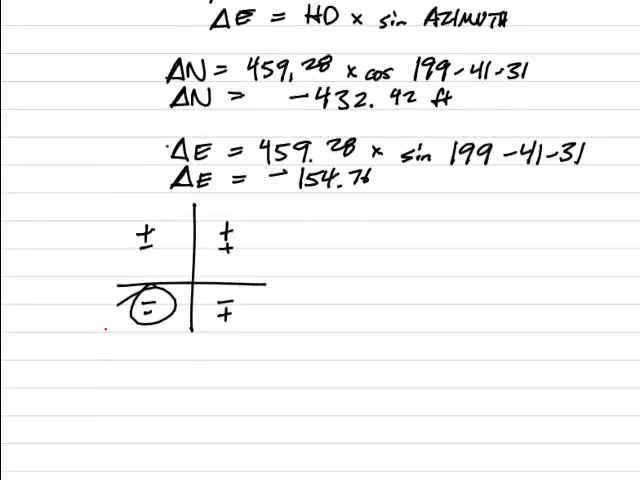 ΔE = HD x sin AZIMUTH
ΔN = 459.28 x cos 199-41-31
ΔN = -432.42 ft
ΔE = 459.28 x sin 199-41-31
ΔE = -154.76
+ +
- +
- -
- +